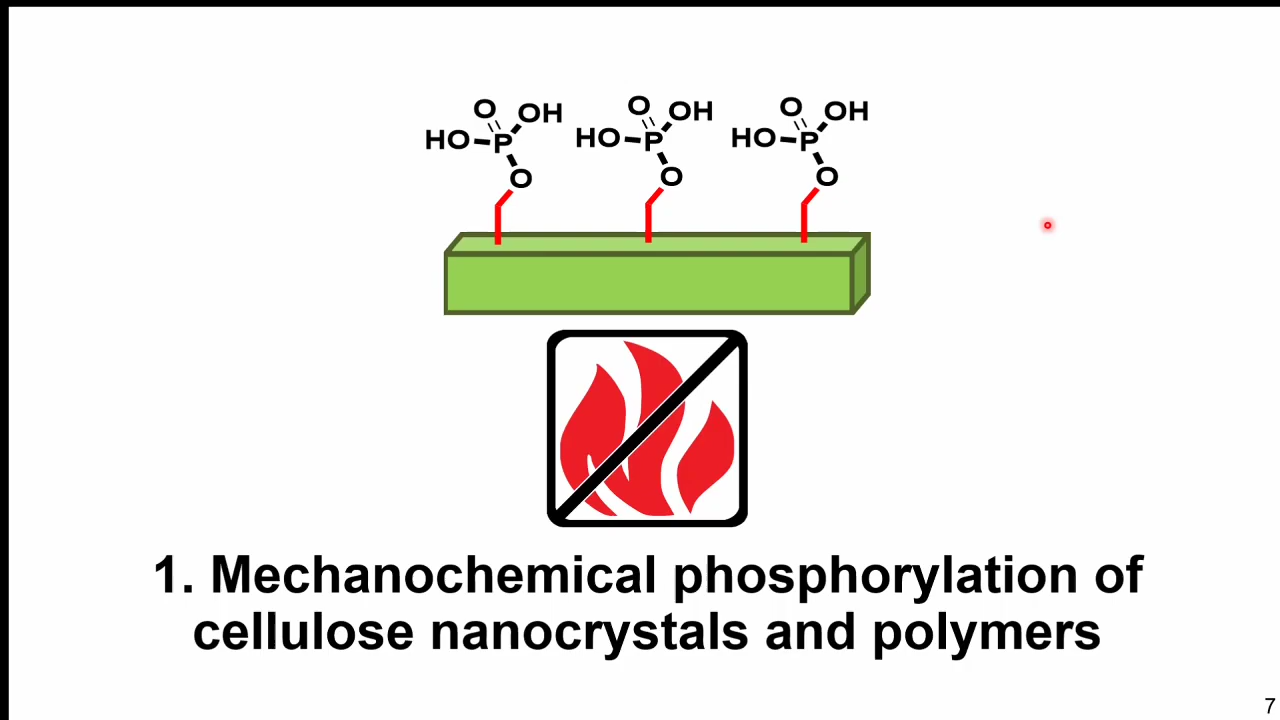 O OH O OH O OH
HO P HO P HO P
O O O
1. Mechanochemical phosphorylation of
cellulose nanocrystals and polymers
7